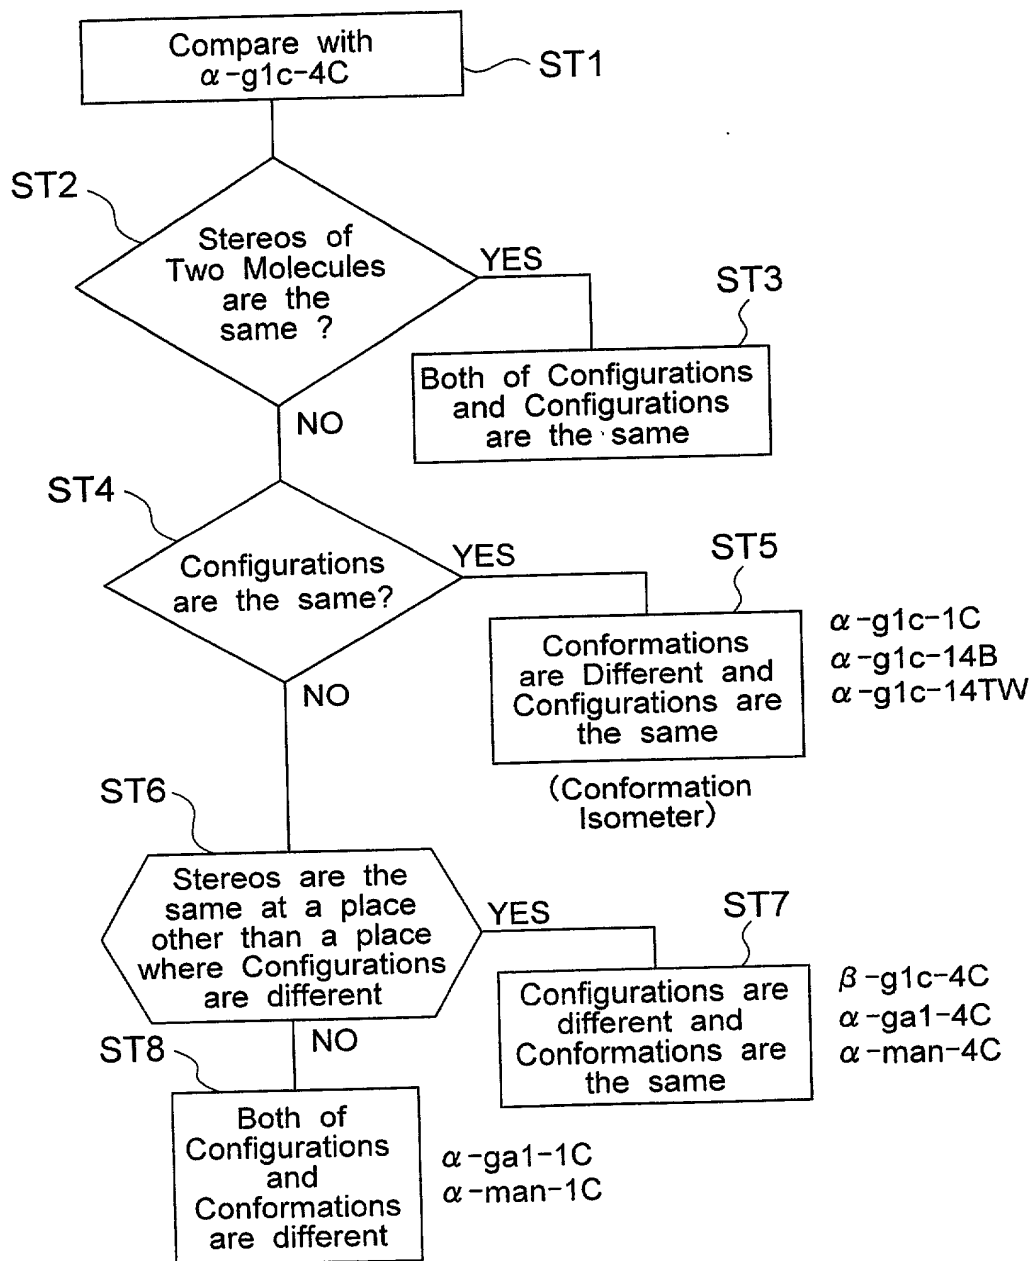 Compare with
α-g1c-4C
ST1
ST2
Stereos of
Two Molecules
are the
same ?
YES
ST3
Both of Configurations
and Configurations
are the same
NO
ST4
Configurations
are the same?
YES
ST5
Conformations
are Different and
Configurations are
the same
α-g1c-1C
α-g1c-14B
α-g1c-14TW
(Conformation
Isometer)
NO
ST6
Stereos are the
same at a place
other than a place
where Configurations
are different
YES
ST7
Configurations are
different and
Conformations are
the same
β-g1c-4C
α-ga1-4C
α-man-4C
NO
ST8
Both of
Configurations
and
Conformations
are different
α-ga1-1C
α-man-1C